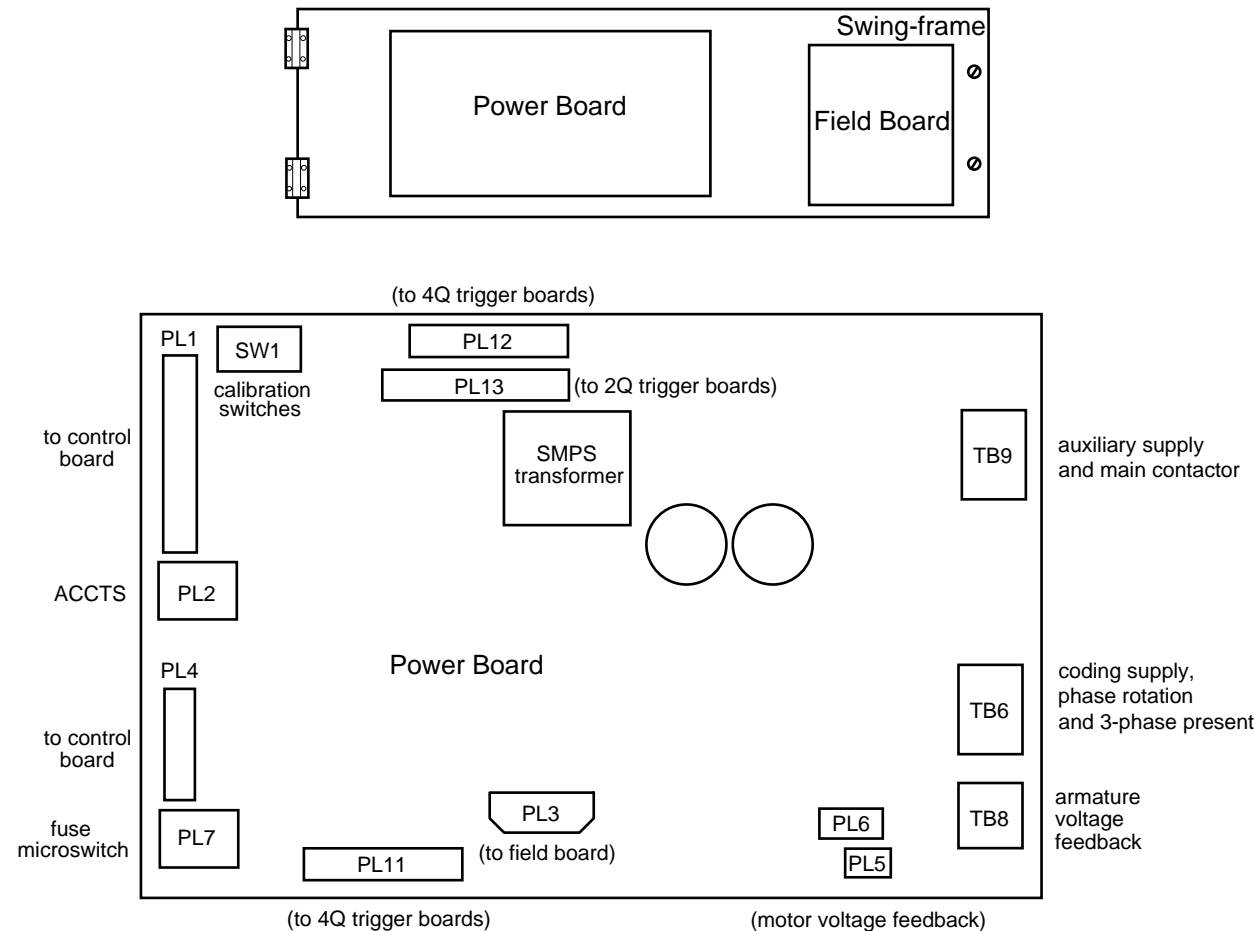 Swing-frame
Power Board
Field Board
(to 4Q trigger boards)
PL1
SW1
calibration
switches
PL12
PL13
(to 2Q trigger boards)
to control
board
SMPS
transformer
TB9
auxiliary supply
and main contactor
ACCTS
PL2
Power Board
PL4
to control
board
TB6
coding supply,
phase rotation
and 3-phase present
fuse
microswitch
PL7
PL3
(to field board)
PL11
PL6
PL5
TB8
armature
voltage
feedback
(to 4Q trigger boards)
(motor voltage feedback)